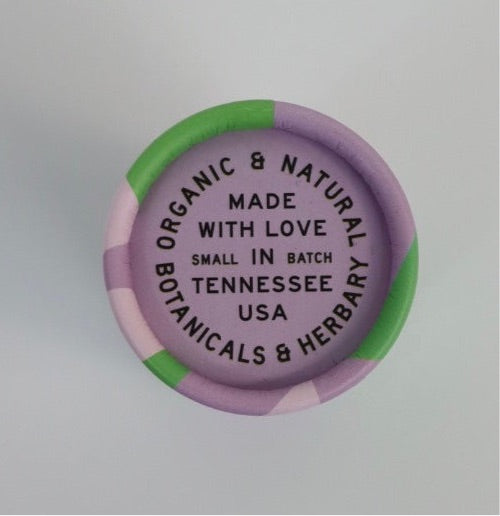 ORGANIC & NATURAL
MADE
WITH LOVE
SMALL IN BATCH
TENNESSEE
USA
BOTANICALS & HERBARY